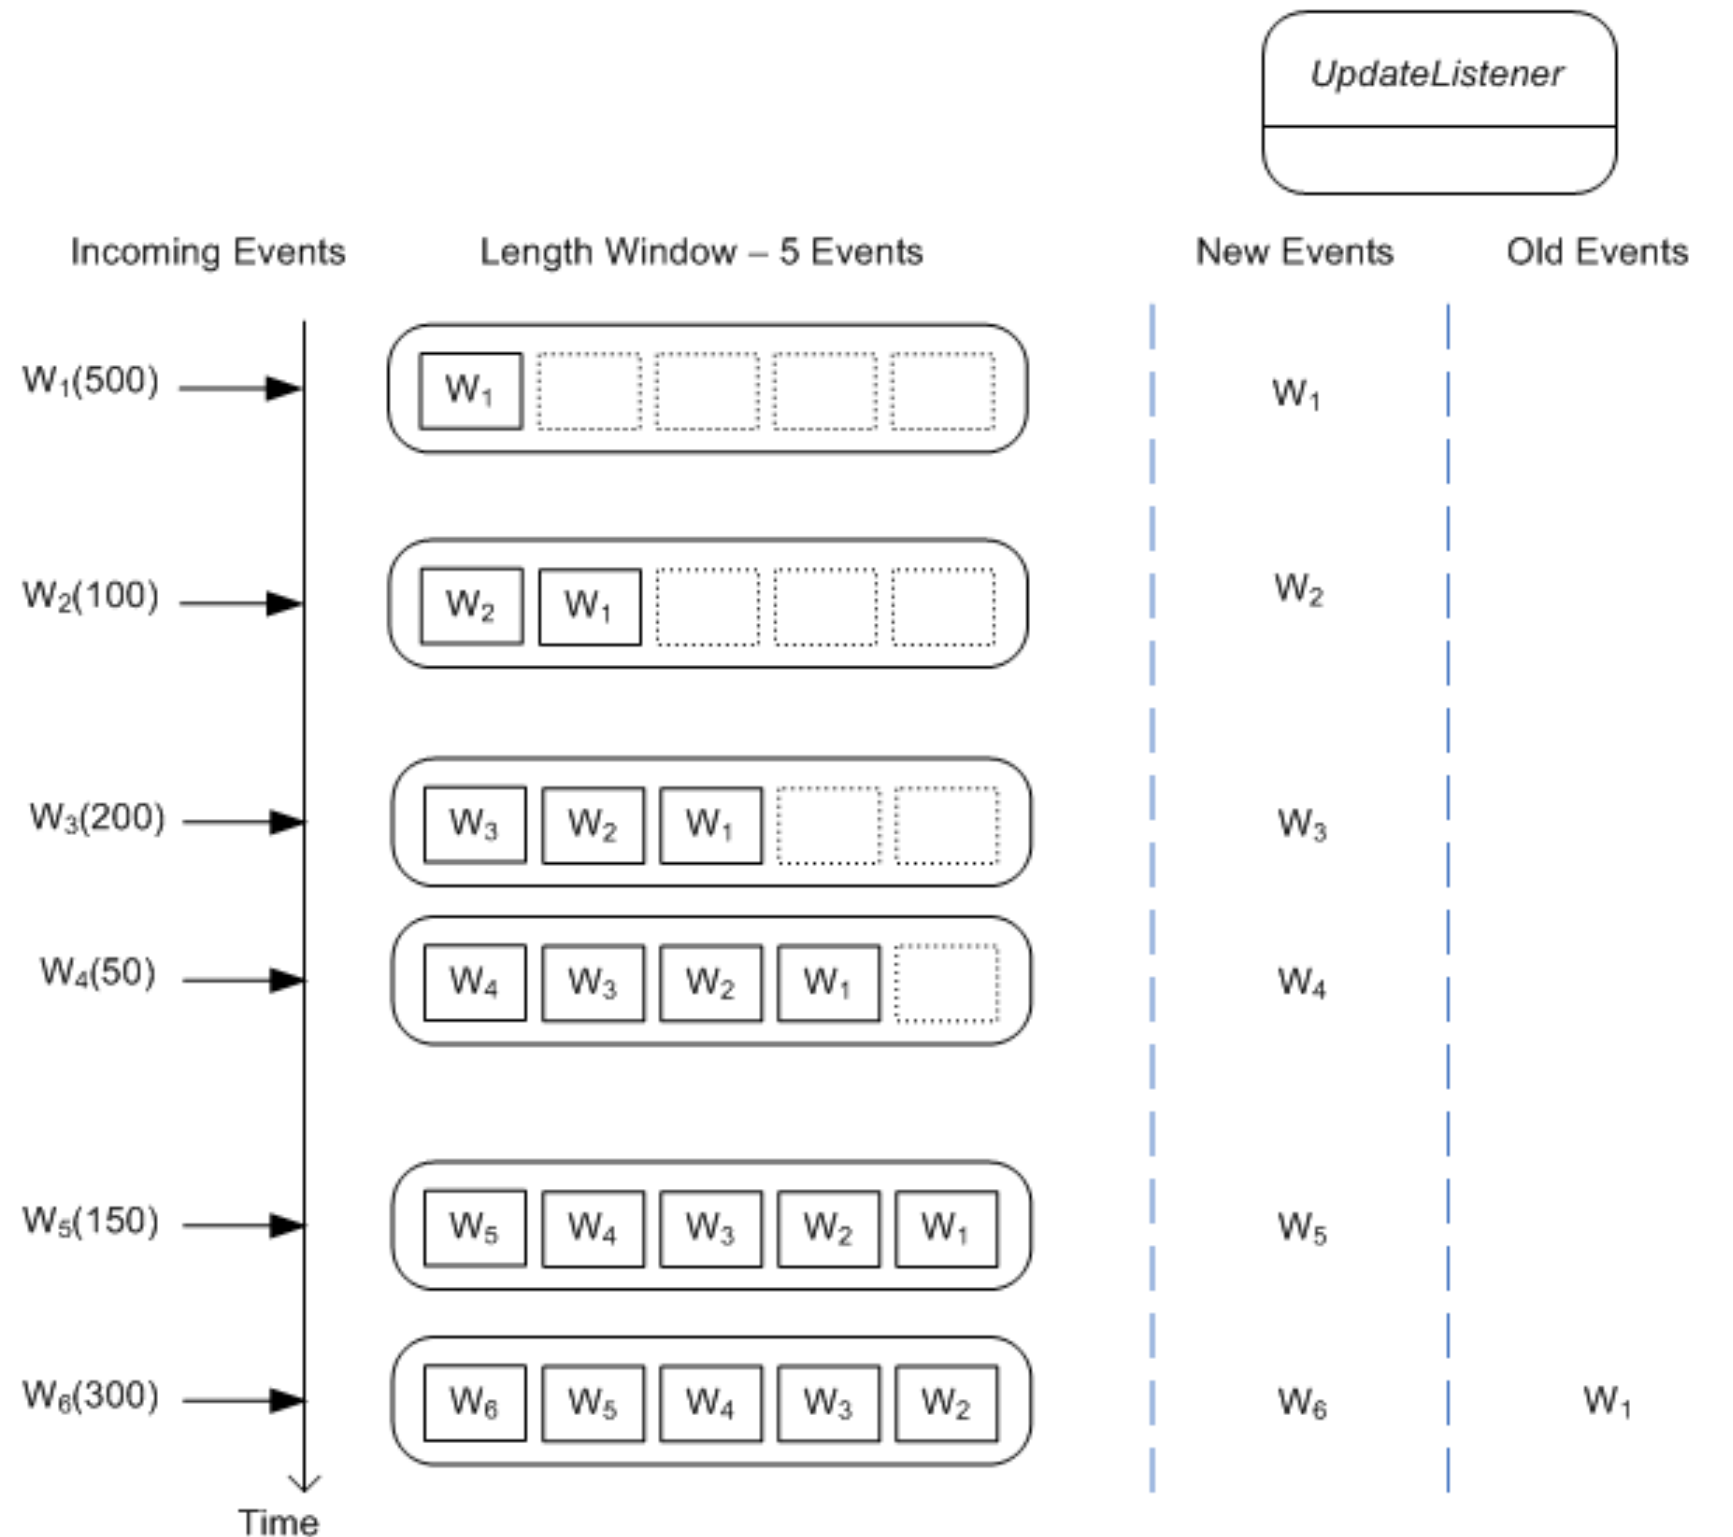 UpdateListener
Incoming Events Length Window – 5 Events New Events Old Events
W₁(500) W₁ W₁
W₂(100) W₂ W₁ W₂
W₃(200) W₃ W₂ W₁ W₃
W₄(50) W₄ W₃ W₂ W₁ W₄
W₅(150) W₅ W₄ W₃ W₂ W₁ W₅
W₆(300) W₆ W₅ W₄ W₃ W₂ W₆ W₁
Time